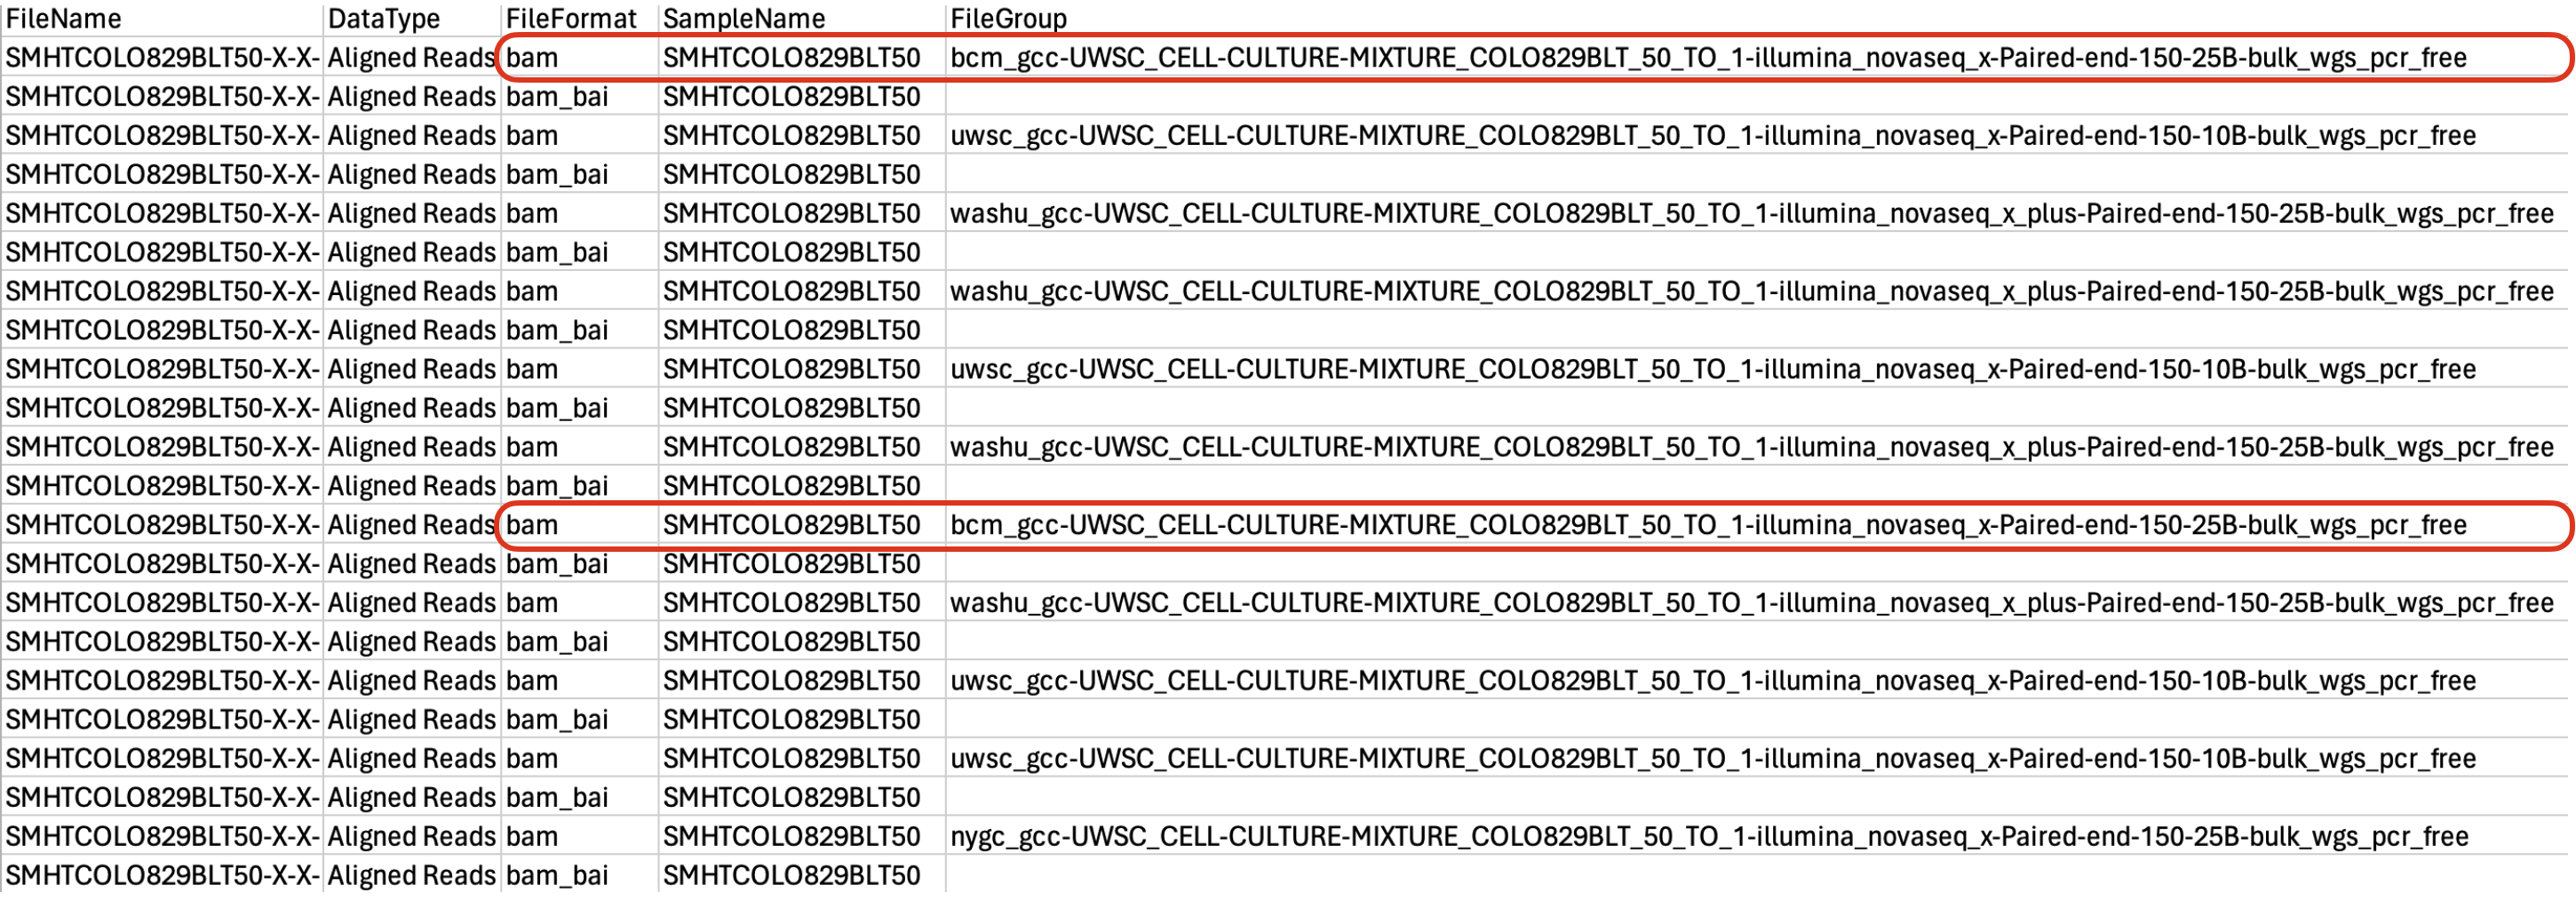 FileName DataType FileFormat SampleName FileGroup
SMHTCOLO829BLT50-X-X- Aligned Reads bam SMHTCOLO829BLT50 bcm_gcc-UWSC_CELL-CULTURE-MIXTURE_COLO829BLT_50_TO_1-illumina_novaseq_x-Paired-end-150-25B-bulk_wgs_pcr_free
SMHTCOLO829BLT50-X-X- Aligned Reads bam_bai SMHTCOLO829BLT50
SMHTCOLO829BLT50-X-X- Aligned Reads bam SMHTCOLO829BLT50 uwsc_gcc-UWSC_CELL-CULTURE-MIXTURE_COLO829BLT_50_TO_1-illumina_novaseq_x-Paired-end-150-10B-bulk_wgs_pcr_free
SMHTCOLO829BLT50-X-X- Aligned Reads bam_bai SMHTCOLO829BLT50
SMHTCOLO829BLT50-X-X- Aligned Reads bam SMHTCOLO829BLT50 washu_gcc-UWSC_CELL-CULTURE-MIXTURE_COLO829BLT_50_TO_1-illumina_novaseq_x_plus-Paired-end-150-25B-bulk_wgs_pcr_free
SMHTCOLO829BLT50-X-X- Aligned Reads bam_bai SMHTCOLO829BLT50
SMHTCOLO829BLT50-X-X- Aligned Reads bam SMHTCOLO829BLT50 washu_gcc-UWSC_CELL-CULTURE-MIXTURE_COLO829BLT_50_TO_1-illumina_novaseq_x_plus-Paired-end-150-25B-bulk_wgs_pcr_free
SMHTCOLO829BLT50-X-X- Aligned Reads bam_bai SMHTCOLO829BLT50
SMHTCOLO829BLT50-X-X- Aligned Reads bam SMHTCOLO829BLT50 uwsc_gcc-UWSC_CELL-CULTURE-MIXTURE_COLO829BLT_50_TO_1-illumina_novaseq_x-Paired-end-150-10B-bulk_wgs_pcr_free
SMHTCOLO829BLT50-X-X- Aligned Reads bam_bai SMHTCOLO829BLT50
SMHTCOLO829BLT50-X-X- Aligned Reads bam SMHTCOLO829BLT50 washu_gcc-UWSC_CELL-CULTURE-MIXTURE_COLO829BLT_50_TO_1-illumina_novaseq_x_plus-Paired-end-150-25B-bulk_wgs_pcr_free
SMHTCOLO829BLT50-X-X- Aligned Reads bam_bai SMHTCOLO829BLT50
SMHTCOLO829BLT50-X-X- Aligned Reads bam SMHTCOLO829BLT50 bcm_gcc-UWSC_CELL-CULTURE-MIXTURE_COLO829BLT_50_TO_1-illumina_novaseq_x-Paired-end-150-25B-bulk_wgs_pcr_free
SMHTCOLO829BLT50-X-X- Aligned Reads bam_bai SMHTCOLO829BLT50
SMHTCOLO829BLT50-X-X- Aligned Reads bam SMHTCOLO829BLT50 washu_gcc-UWSC_CELL-CULTURE-MIXTURE_COLO829BLT_50_TO_1-illumina_novaseq_x_plus-Paired-end-150-25B-bulk_wgs_pcr_free
SMHTCOLO829BLT50-X-X- Aligned Reads bam_bai SMHTCOLO829BLT50
SMHTCOLO829BLT50-X-X- Aligned Reads bam SMHTCOLO829BLT50 uwsc_gcc-UWSC_CELL-CULTURE-MIXTURE_COLO829BLT_50_TO_1-illumina_novaseq_x-Paired-end-150-10B-bulk_wgs_pcr_free
SMHTCOLO829BLT50-X-X- Aligned Reads bam_bai SMHTCOLO829BLT50
SMHTCOLO829BLT50-X-X- Aligned Reads bam SMHTCOLO829BLT50 uwsc_gcc-UWSC_CELL-CULTURE-MIXTURE_COLO829BLT_50_TO_1-illumina_novaseq_x-Paired-end-150-10B-bulk_wgs_pcr_free
SMHTCOLO829BLT50-X-X- Aligned Reads bam_bai SMHTCOLO829BLT50
SMHTCOLO829BLT50-X-X- Aligned Reads bam SMHTCOLO829BLT50 nygc_gcc-UWSC_CELL-CULTURE-MIXTURE_COLO829BLT_50_TO_1-illumina_novaseq_x-Paired-end-150-25B-bulk_wgs_pcr_free
SMHTCOLO829BLT50-X-X- Aligned Reads bam_bai SMHTCOLO829BLT50